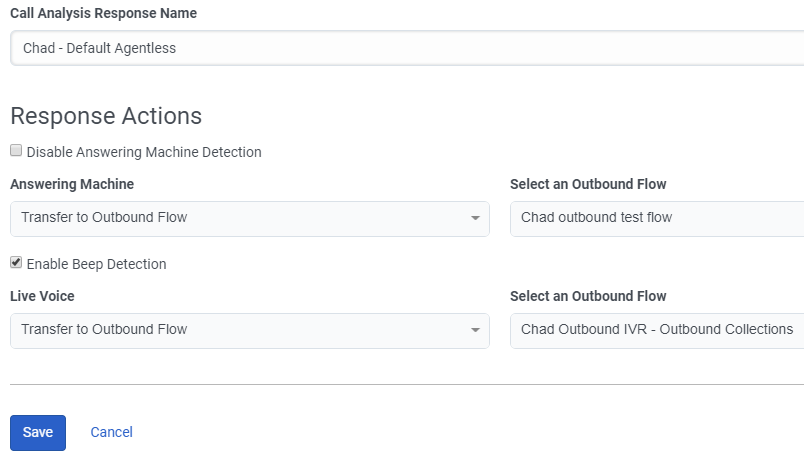 Call Analysis Response Name
Chad - Default Agentless
Response Actions
Disable Answering Machine Detection
Answering Machine
Select an Outbound Flow
Transfer to Outbound Flow
Chad outbound test flow
Enable Beep Detection
Live Voice
Select an Outbound Flow
Transfer to Outbound Flow
Chad Outbound IVR - Outbound Collections
Save
Cancel